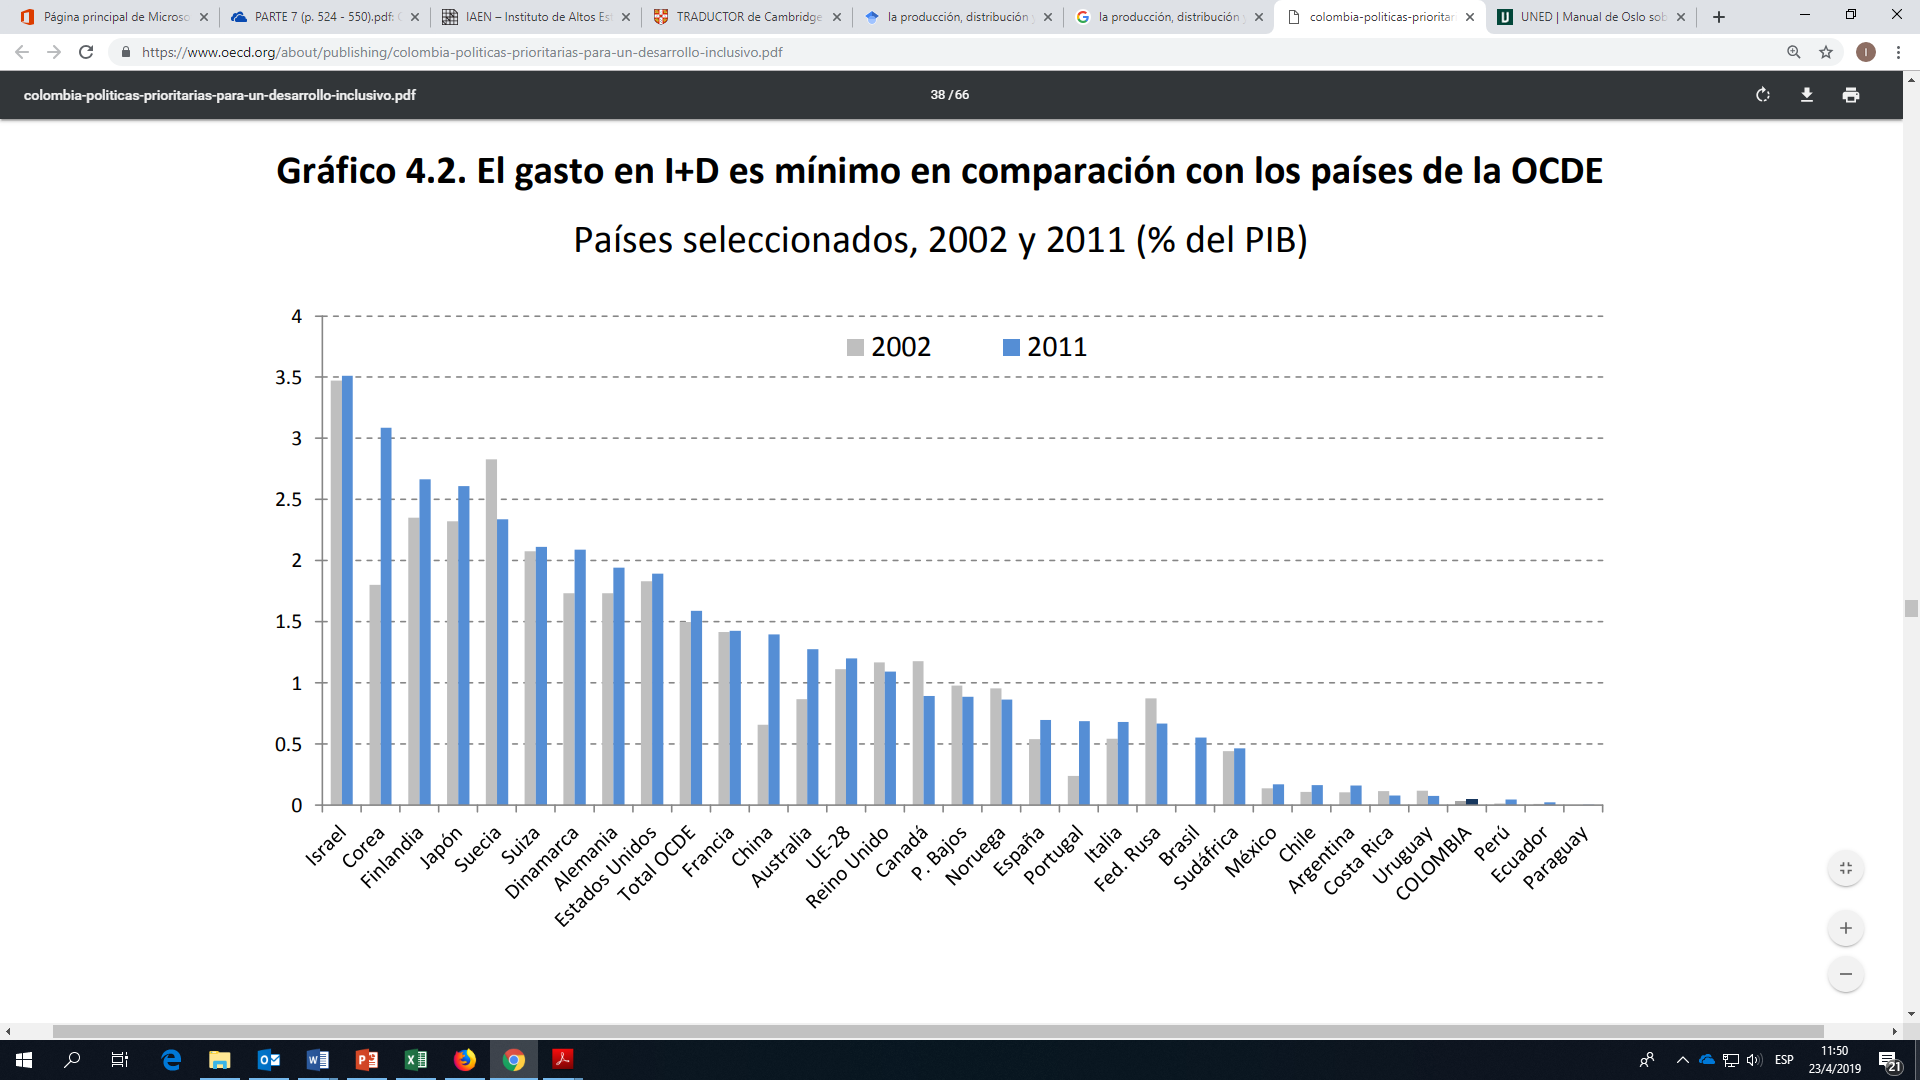 Página principal de Microso
PARTE 7 (p. 524 - 550).pdf:
IAEN – Instituto de Altos Es
TRADUCTOR de Cambridge
la producción, distribución
la producción, distribución
colombia-politicas-prioritar
UNED | Manual de Oslo sob
https://www.oecd.org/about/publishing/colombia-politicas-prioritarias-para-un-desarrollo-inclusivo.pdf
I
colombia-politicas-prioritarias-para-un-desarrollo-inclusivo.pdf
38 / 66
Gráfico 4.2. El gasto en I+D es mínimo en comparación con los países de la OCDE
Países seleccionados, 2002 y 2011 (% del PIB)
2002
2011
4
3.5
3
2.5
2
1.5
1
0.5
0
Israel
Corea
Finlandia
Japón
Suecia
Suiza
Dinamarca
Alemania
Estados Unidos
Total OCDE
Francia
China
Australia
UE 28
Reino Unido
Canadá
P. Bajos
Noruega
España
Portugal
Italia
Fed. Rusa
Brasil
Sudáfrica
México
Chile
Argentina
Costa Rica
Uruguay
COLOMBIA
Perú
Ecuador
Paraguay
ESP
11:50
23/4/2019
21